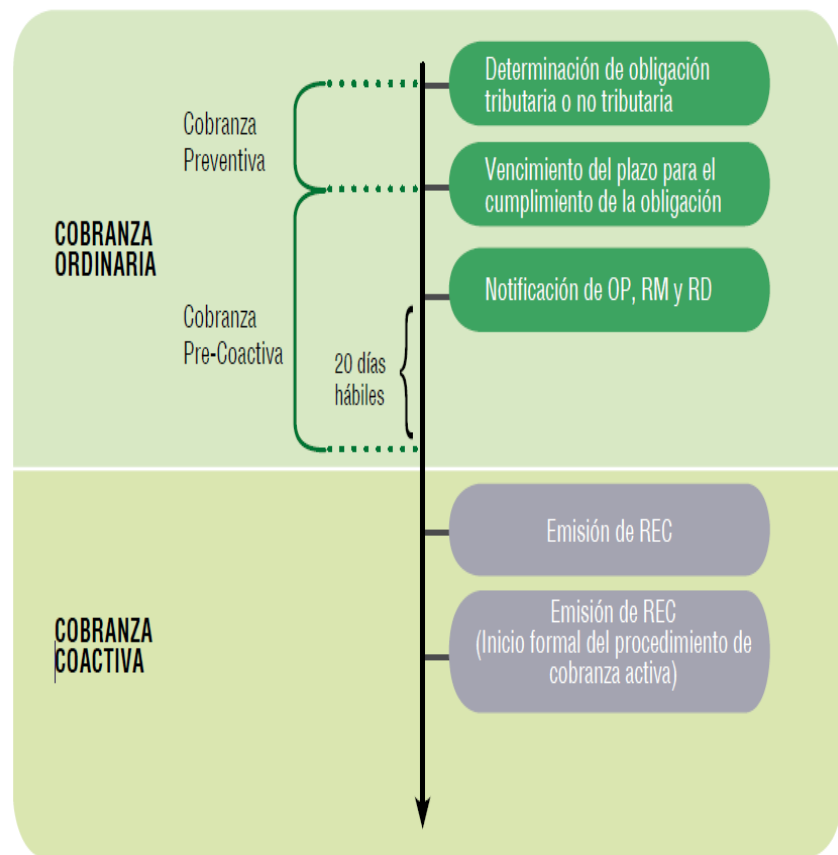 Determinación de obligación
tributaria o no tributaria
Cobranza
Preventiva
Vencimiento del plazo para el
cumplimiento de la obligación
COBRANZA
ORDINARIA
Notificación de OP, RM y RD
Cobranza
Pre-Coactiva
20 días
hábiles
Emisión de REC
COBRANZA
COACTIVA
Emisión de REC
(Inicio formal del procedimiento de
cobranza activa)